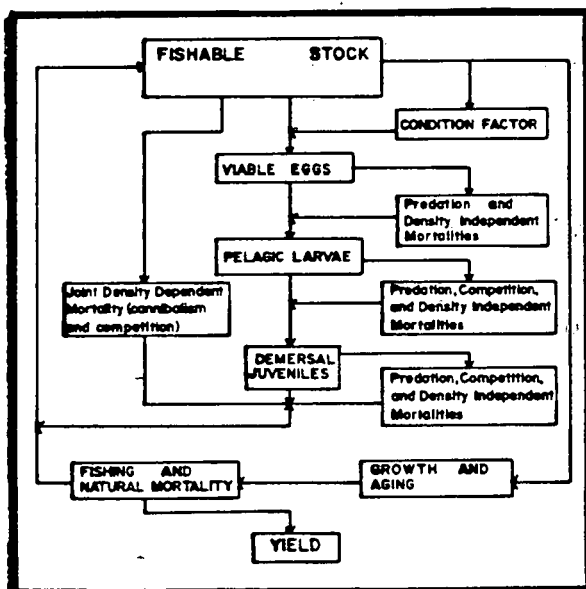 FISHABLE STOCK
CONDITION FACTOR
VIABLE EGGS
Predation and
Density Independent
Mortalities
PELAGIC LARVAE
Joint Density Dependent
Mortality (cannibalism
and competition)
Predation, Competition,
and Density Independent
Mortalities
DEMERSAL
JUVENILES
Predation, Competition,
and Density Independent
Mortalities
FISHING AND
NATURAL MORTALITY
GROWTH AND
AGING
YIELD